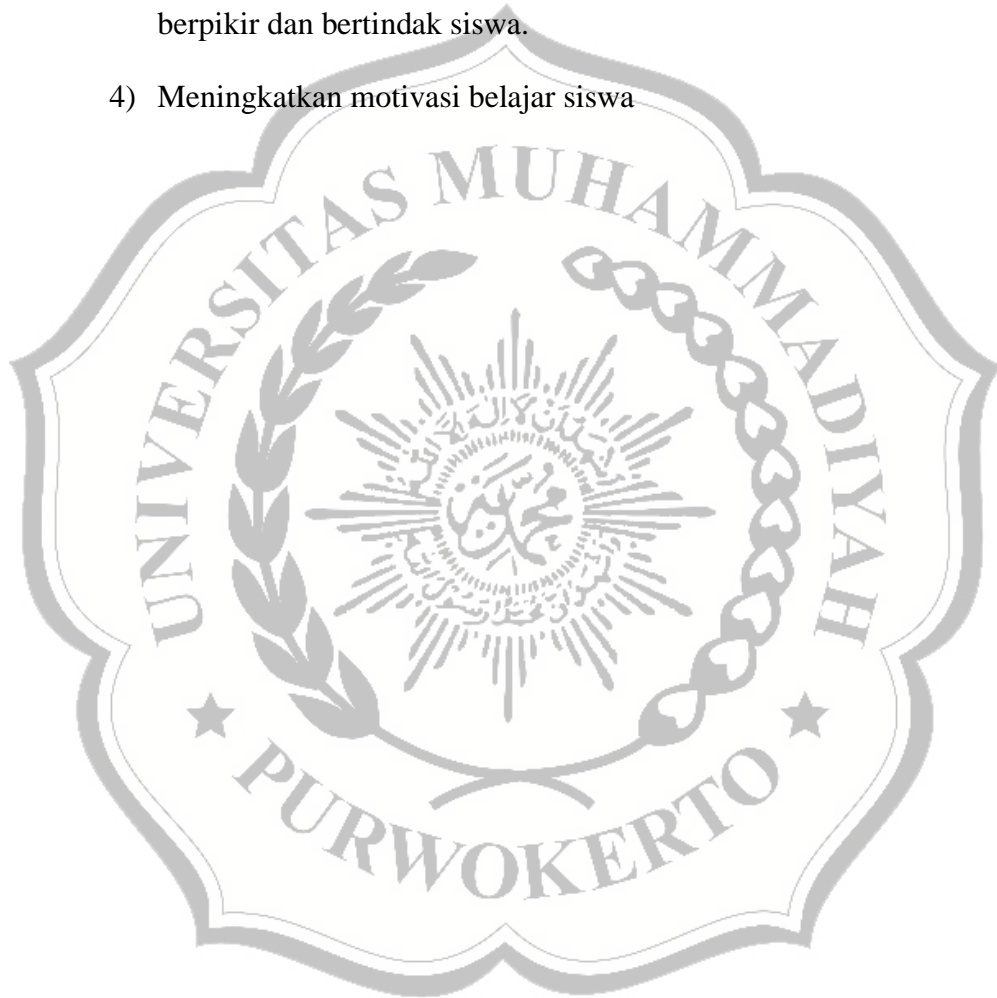 berpikir dan bertindak siswa.
4) Meningkatkan motivasi belajar siswa
UNIVERSITAS MUHAMMADIYAH
PURWOKERTO